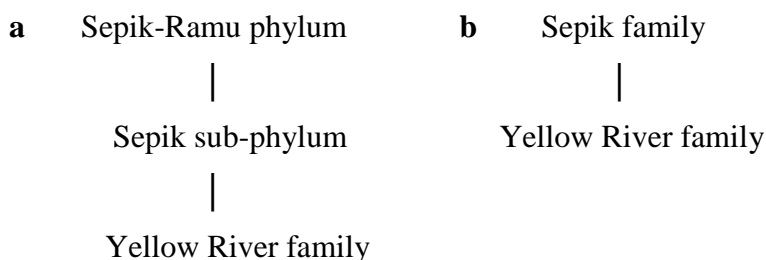 a Sepik-Ramu phylum b Sepik family
Sepik sub-phylum Yellow River family
Yellow River family